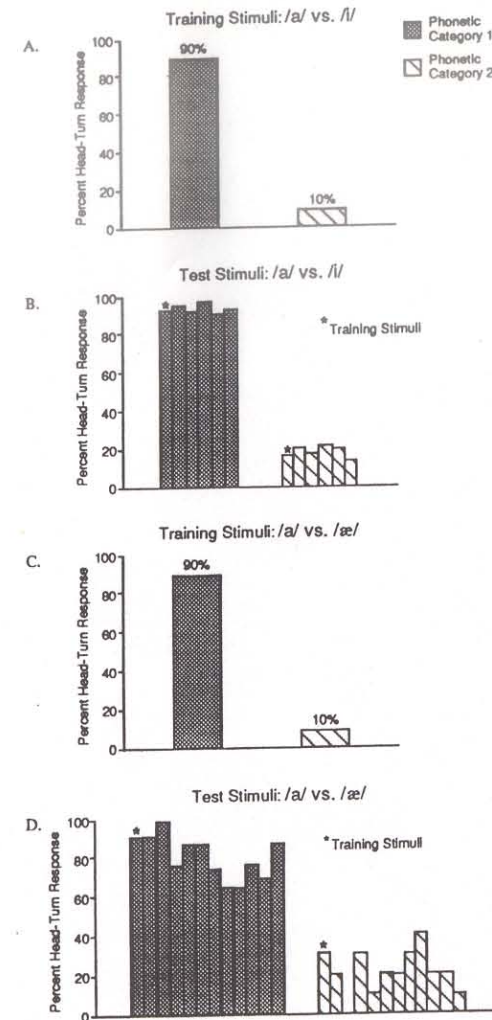 Training Stimuli: /a/ vs. /i/
Phonetic
Category 1
Phonetic
Category 2
A.
Percent Head-Turn Response
100
80
60
40
20
0
90%
10%
Test Stimuli: /a/ vs. /i/
B.
Percent Head-Turn Response
100
80
60
40
20
0
*
*
* Training Stimuli
Training Stimuli: /a/ vs. /æ/
C.
Percent Head-Turn Response
100
80
60
40
20
0
90%
10%
Test Stimuli: /a/ vs. /æ/
D.
Percent Head-Turn Response
100
80
60
40
20
0
*
*
* Training Stimuli